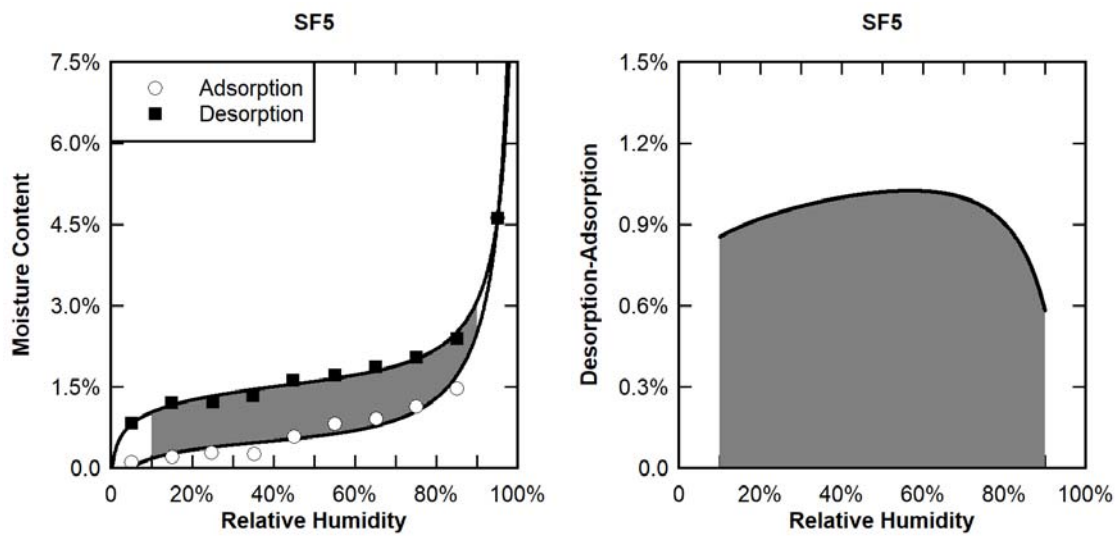 SF5
7.5%
6.0%
4.5%
3.0%
1.5%
0.0
Moisture Content
Adsorption
Desorption
0 20% 40% 60% 80% 100%
Relative Humidity
SF5
1.5%
1.2%
0.9%
0.6%
0.3%
0.0
Desorption-Adsorption
0 20% 40% 60% 80% 100%
Relative Humidity